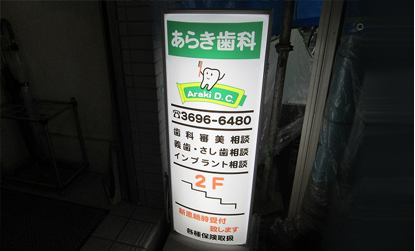 あらき歯科
Araki D.C.
☎3696-6480
歯科審美相談
義歯・さし歯相談
インプラント相談
2F
新患随時受付
致します
各種保険取扱